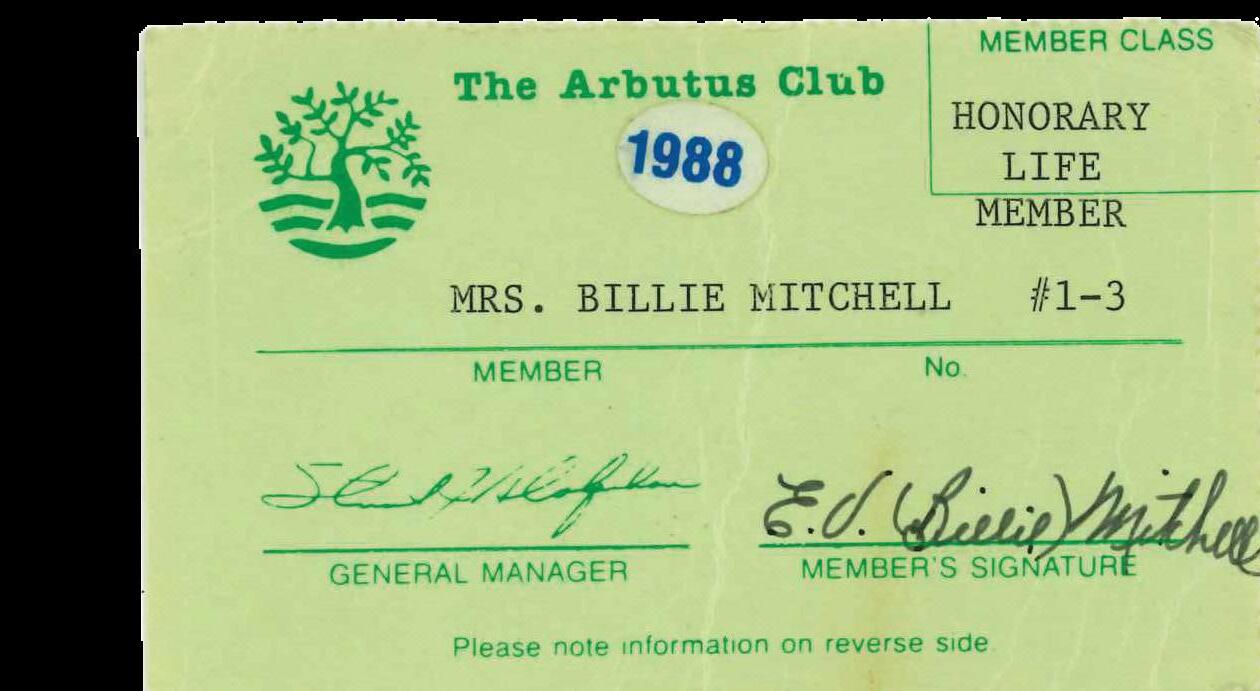 MEMBER CLASS
The Arbutus Club
1988
HONORARY
LIFE
MEMBER
MRS. BILLIE MITCHELL #1-3
MEMBER No.
E.V. (Billie) Mitchell
GENERAL MANAGER MEMBER'S SIGNATURE
Please note information on reverse side.